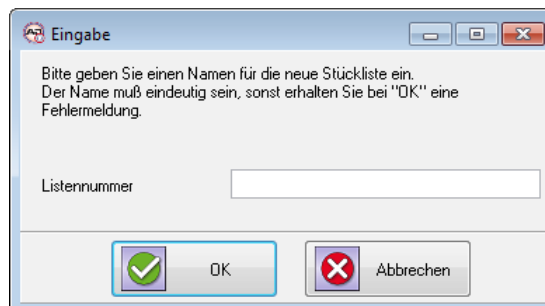 Eingabe
Bitte geben Sie einen Namen für die neue Stückliste ein.
Der Name muß eindeutig sein, sonst erhalten Sie bei "OK" eine
Fehlermeldung.
Listennummer
OK Abbrechen